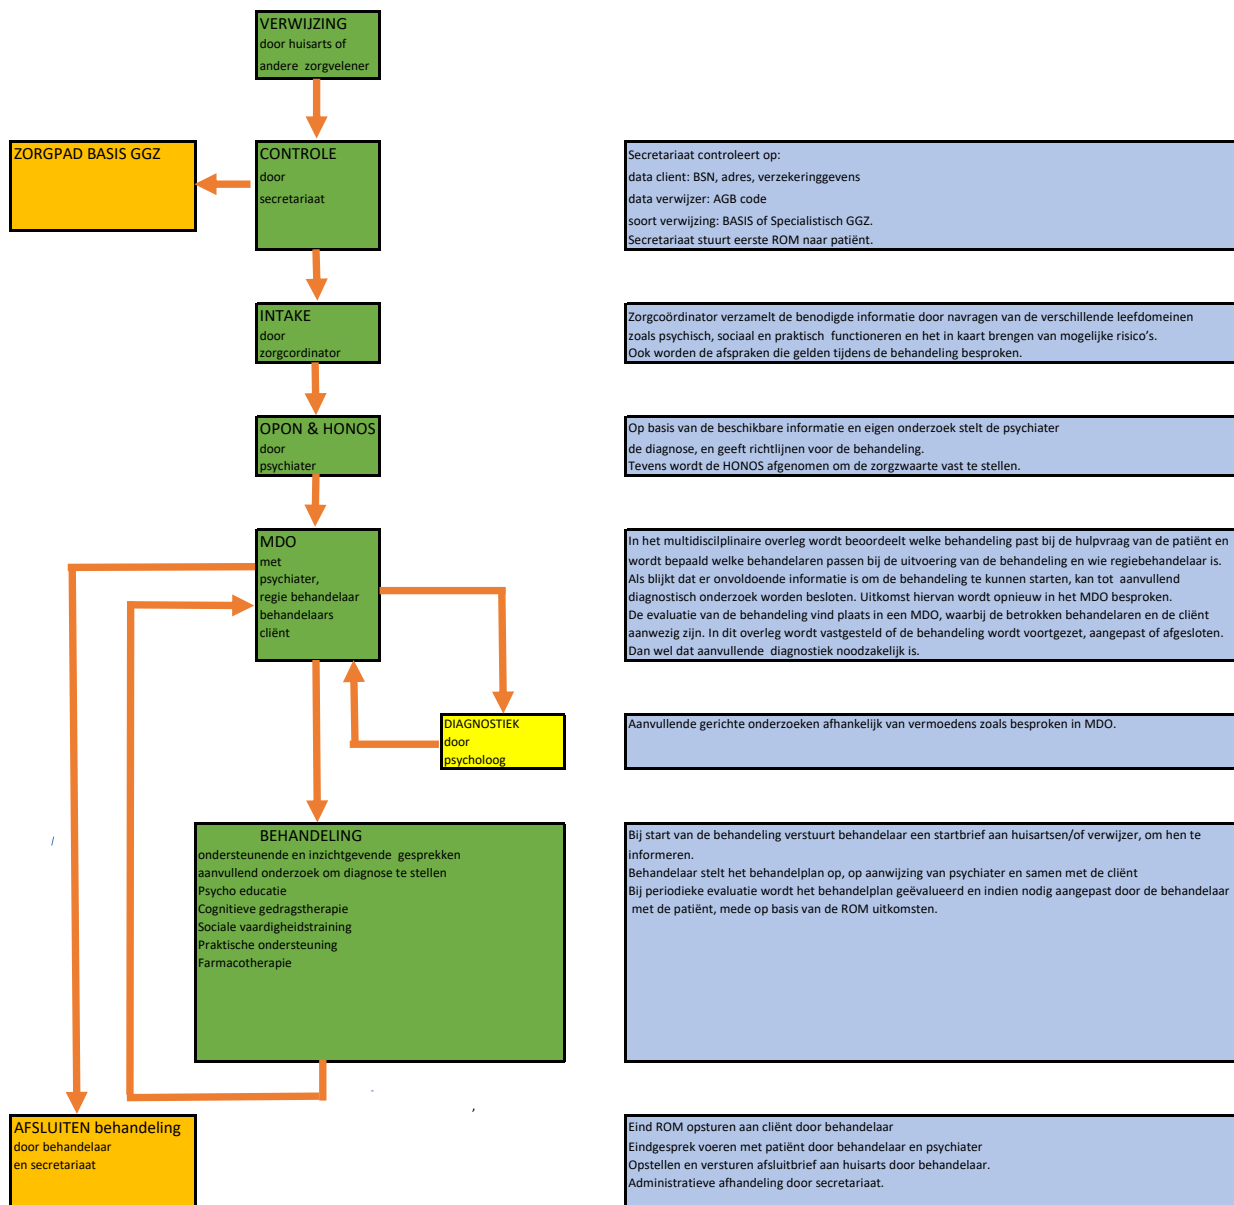 VERWIJZING
door huisarts of
andere zorgvelener
ZORGPAD BASIS GGZ
CONTROLE
door
secretariaat
Secretariaat controleert op:
data client: BSN, adres, verzekeringgevens
data verwijzer: AGB code
soort verwijzing: BASIS of Specialistisch GGZ.
Secretariaat stuurt eerste ROM naar patiënt.
INTAKE
door
zorgcordinator
Zorgcoördinator verzamelt de benodigde informatie door navragen van de verschillende leefdomeinen
zoals psychisch, sociaal en praktisch functioneren en het in kaart brengen van mogelijke risico's.
Ook worden de afspraken die gelden tijdens de behandeling besproken.
OPON & HONOS
door
psychiater
Op basis van de beschikbare informatie en eigen onderzoek stelt de psychiater
de diagnose, en geeft richtlijnen voor de behandeling.
Tevens wordt de HONOS afgenomen om de zorgzwaarte vast te stellen.
MDO
met
psychiater,
regie behandelaar
behandelaars
cliënt
In het multidiscilplinaire overleg wordt beoordeelt welke behandeling past bij de hulpvraag van de patiënt en
wordt bepaald welke behandelaren passen bij de uitvoering van de behandeling en wie regiebehandelaar is.
Als blijkt dat er onvoldoende informatie is om de behandeling te kunnen starten, kan tot aanvullend
diagnostisch onderzoek worden besloten. Uitkomst hiervan wordt opnieuw in het MDO besproken.
De evaluatie van de behandeling vind plaats in een MDO, waarbij de betrokken behandelaren en de cliënt
aanwezig zijn. In dit overleg wordt vastgesteld of de behandeling wordt voortgezet, aangepast of afgesloten.
Dan wel dat aanvullende diagnostiek noodzakelijk is.
DIAGNOSTIEK
door
psycholoog
Aanvullende gerichte onderzoeken afhankelijk van vermoedens zoals besproken in MDO.
BEHANDELING
ondersteunende en inzichtgevende gesprekken
aanvullend onderzoek om diagnose te stellen
Psycho educatie
Cognitieve gedragstherapie
Sociale vaardigheidstraining
Praktische ondersteuning
Farmacotherapie
Bij start van de behandeling verstuurt behandelaar een startbrief aan huisartsen/of verwijzer, om hen te
informeren.
Behandelaar stelt het behandelplan op, op aanwijzing van psychiater en samen met de cliënt
Bij periodieke evaluatie wordt het behandelplan geëvalueerd en indien nodig aangepast door de behandelaar
met de patiënt, mede op basis van de ROM uitkomsten.
/
-
,
AFSLUITEN behandeling
door behandelaar
en secretariaat
Eind ROM opsturen aan cliënt door behandelaar
Eindgesprek voeren met patiënt door behandelaar en psychiater
Opstellen en versturen afsluitbrief aan huisarts door behandelaar.
Administratieve afhandeling door secretariaat.